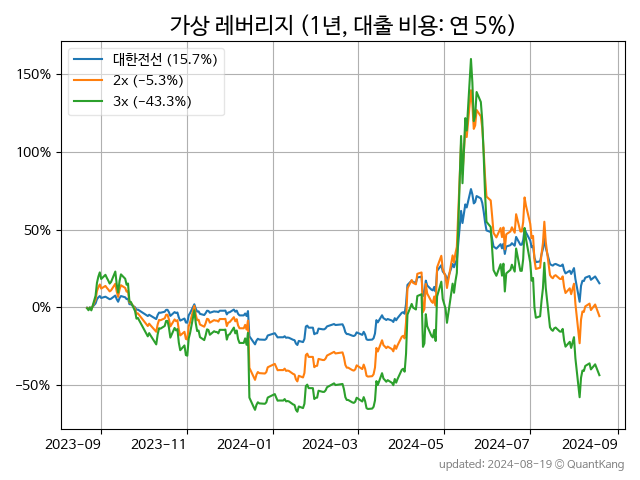 가상 레버리지 (1년, 대출 비용: 연 5%)
대한전선 (15.7%)
2x (−5.3%)
3x (−43.3%)
150%
100%
50%
0%
−50%
2023-09 2023-11 2024-01 2024-03 2024-05 2024-07 2024-09
updated: 2024-08-19 © QuantKang